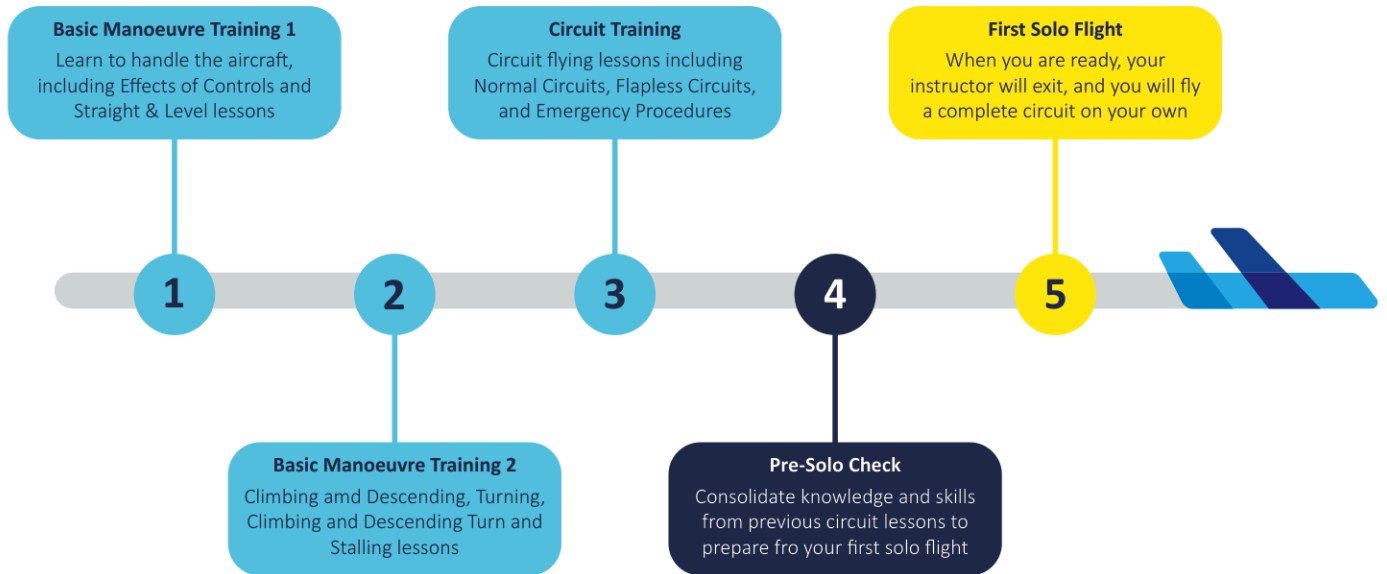 Basic Manoeuvre Training 1
Learn to handle the aircraft,
including Effects of Controls and
Straight & Level lessons
Circuit Training
Circuit flying lessons including
Normal Circuits, Flapless Circuits,
and Emergency Procedures
First Solo Flight
When you are ready, your
instructor will exit, and you will fly
a complete circuit on your own
1
2
3
4
5
Basic Manoeuvre Training 2
Climbing amd Descending, Turning,
Climbing and Descending Turn and
Stalling lessons
Pre-Solo Check
Consolidate knowledge and skills
from previous circuit lessons to
prepare fro your first solo flight